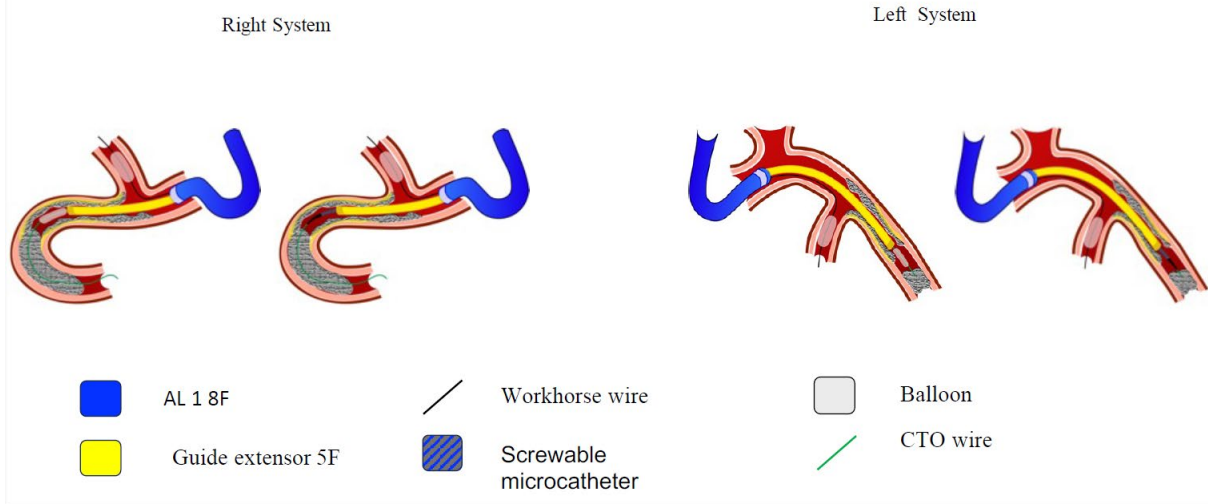 Right System
Left System
AL 1 8F
Workhorse wire
Balloon
Guide extensor 5F
Screwable
microcatheter
CTO wire